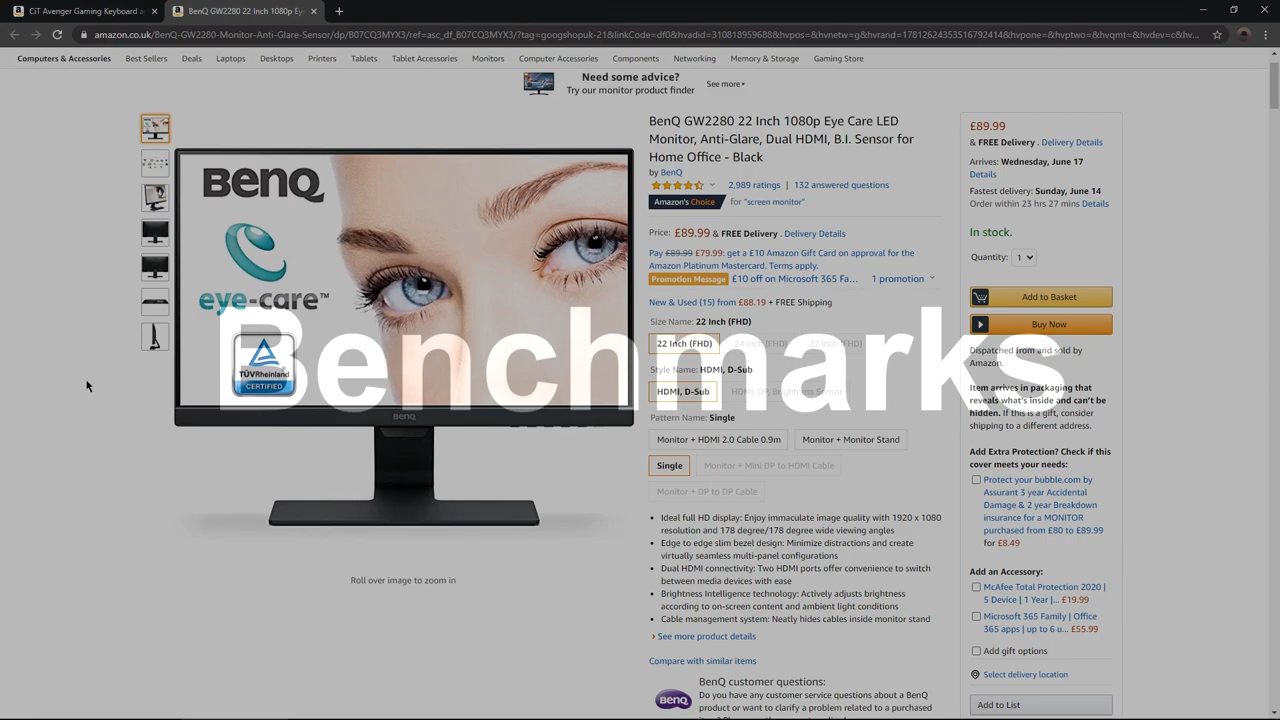 CiT Avenger Gaming Keyboard a
BenQ GW2280 22 Inch 1080p Eye
amazon.co.uk/BenQ-GW2280-Monitor-Anti-Glare-Sensor/dp/B07CQ3MYX3/ref=asc_df_B07CQ3MYX3/?tag=googshopuk-21&linkCode=df0&hvadid=310818959688&hvpos=&hvnetw=g&hvrand=17812624353516792414&hvpone=&hvptwo=&hvqmt=&hvdev=c&hv...
Computers & Accessories Best Sellers Deals Laptops Desktops Printers Tablets Tablet Accessories Monitors Computer Accessories Components Networking Memory & Storage Gaming Store
Need some advice?
Try our monitor product finder
See more
BenQ
eye-care™
TÜVRheinland
CERTIFIED
BenQ
Roll over image to zoom in
Benchmarks
BenQ GW2280 22 Inch 1080p Eye Care LED
Monitor, Anti-Glare, Dual HDMI, B.I. Sensor for
Home Office - Black
by BenQ
2,989 ratings | 132 answered questions
Amazon's Choice for "screen monitor"
Price: £89.99 & FREE Delivery . Delivery Details
Pay £89.99 £79.99: get a £10 Amazon Gift Card on approval for the
Amazon Platinum Mastercard. Terms apply.
Promotion Message £10 off on Microsoft 365 Fa... 1 promotion
New & Used (15) from £88.19 + FREE Shipping
Size Name: 22 Inch (FHD)
22 Inch (FHD) 24 Inch (FHD) 27 inch (FHD)
Style Name: HDMI, D-Sub
HDMI, D-Sub HDMI, DP, Brightness Sensor
Pattern Name: Single
Monitor + HDMI 2.0 Cable 0.9m Monitor + Monitor Stand
Single Monitor + Mini DP to HDMI Cable
Monitor + DP to DP Cable
Ideal full HD display: Enjoy immaculate image quality with 1920 x 1080
resolution and 178 degree/178 degree wide viewing angles
Edge to edge slim bezel design: Minimize distractions and create
virtually seamless multi-panel configurations
Dual HDMI connectivity: Two HDMI ports offer convenience to switch
between media devices with ease
Brightness Intelligence technology: Actively adjusts brightness
according to on-screen content and ambient light conditions
Cable management system: Neatly hides cables inside monitor stand
See more product details
Compare with similar items
BenQ
BenQ customer questions:
Do you have any customer service questions about a BenQ
product or want to clarify a problem related to a purchased
£89.99
& FREE Delivery . Delivery Details
Arrives: Wednesday, June 17
Details
Fastest delivery: Sunday, June 14
Order within 23 hrs 27 mins Details
In stock.
Quantity: 1
Add to Basket
Buy Now
Dispatched from and sold by
Amazon.
Item arrives in packaging that
reveals what's inside and can't be
hidden. If this is a gift, consider
shipping to a different address.
Add Extra Protection? Check if this
cover meets your needs:
Protect your bubble.com by
Assurant 3 year Accidental
Damage & 2 year Breakdown
insurance for a MONITOR
purchased from £80 to £89.99
for £8.49
Add an Accessory:
McAfee Total Protection 2020 |
5 Device | 1 Year |... £19.99
Microsoft 365 Family | Office
365 apps | up to 6 u... £55.99
Add gift options
Select delivery location
Add to List